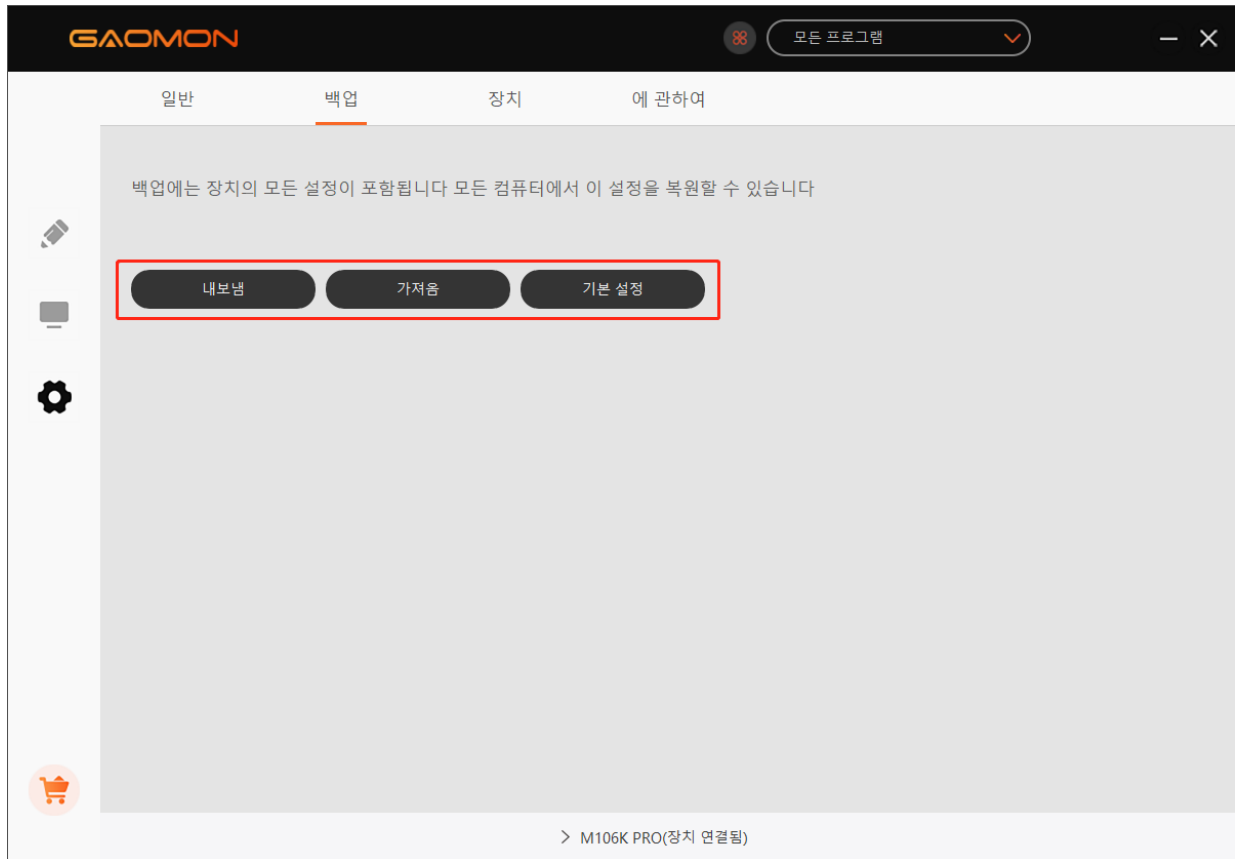 GAOMON
모든 프로그램
일반 백업 장치 에 관하여
백업에는 장치의 모든 설정이 포함됩니다 모든 컴퓨터에서 이 설정을 복원할 수 있습니다
내보냄 가져옴 기본 설정
M106K PRO(장치 연결됨)